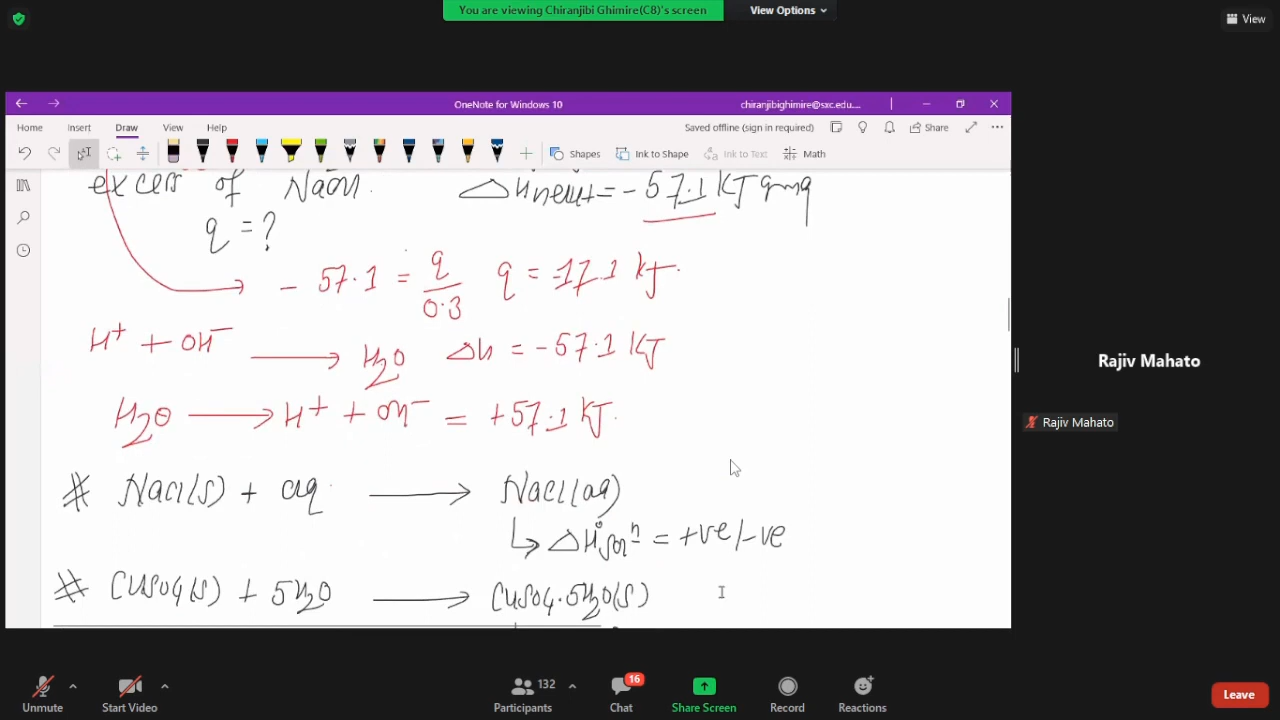 You are viewing Chiranjibi Ghimire(C8)'s screen
View Options
View
OneNote for Windows 10
chiranjibighimire@sxc.edu....
Home Insert Draw View Help
Saved offline (sign in required)
Share
Shapes Ink to Shape Ink to Text Math
excess of NaOH. ΔHneut = -57.1 KJ
q = ?
- 57.1 = q/0.3 q = -17.1 kJ.
H+ + OH- → H2O ΔH = -57.1 KJ
H2O → H+ + OH- = +57.1 KJ.
# NaCl(s) + aq. → NaCl(aq)
↳ ΔH°soln = +ve/-ve
# CuSO4(s) + 5H2O → CuSO4.5H2O(s)
Rajiv Mahato
Rajiv Mahato
Unmute
Start Video
132
Participants
16
Chat
Share Screen
Record
Reactions
Leave